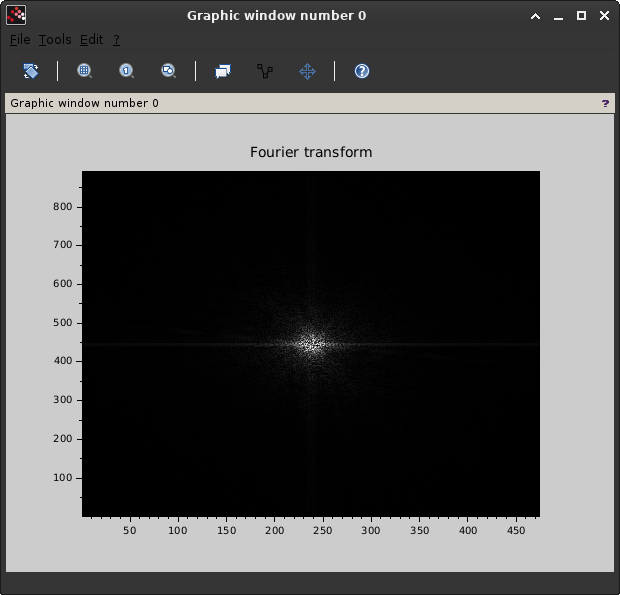 Graphic window number 0
File Tools Edit ?
Graphic window number 0 ?
Fourier transform
800
700
600
500
400
300
200
100
50 100 150 200 250 300 350 400 450